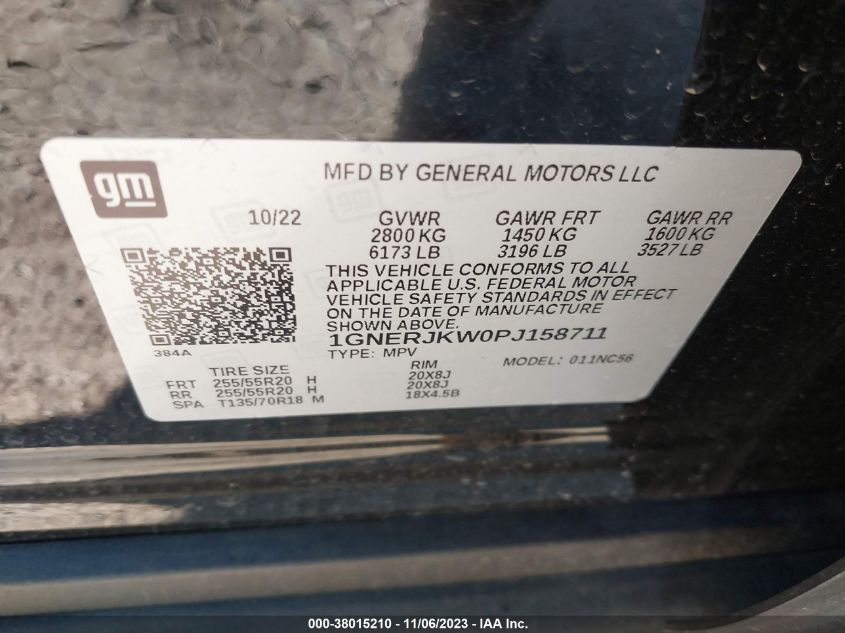 gm
MFD BY GENERAL MOTORS LLC
10/22 GVWR GAWR FRT GAWR RR
2800 KG 1450 KG 1600 KG
6173 LB 3196 LB 3527 LB
THIS VEHICLE CONFORMS TO ALL
APPLICABLE U.S. FEDERAL MOTOR
VEHICLE SAFETY STANDARDS IN EFFECT
ON THE DATE OF MANUFACTURE
SHOWN ABOVE.
384A
1GNERJKW0PJ158711
TYPE: MPV MODEL: 011NC56
TIRE SIZE RIM
FRT 255/55R20 H 20X8J
RR 255/55R20 H 20X8J
SPA T135/70R18 M 18X4.5B
000-38015210 - 11/06/2023 - IAA Inc.